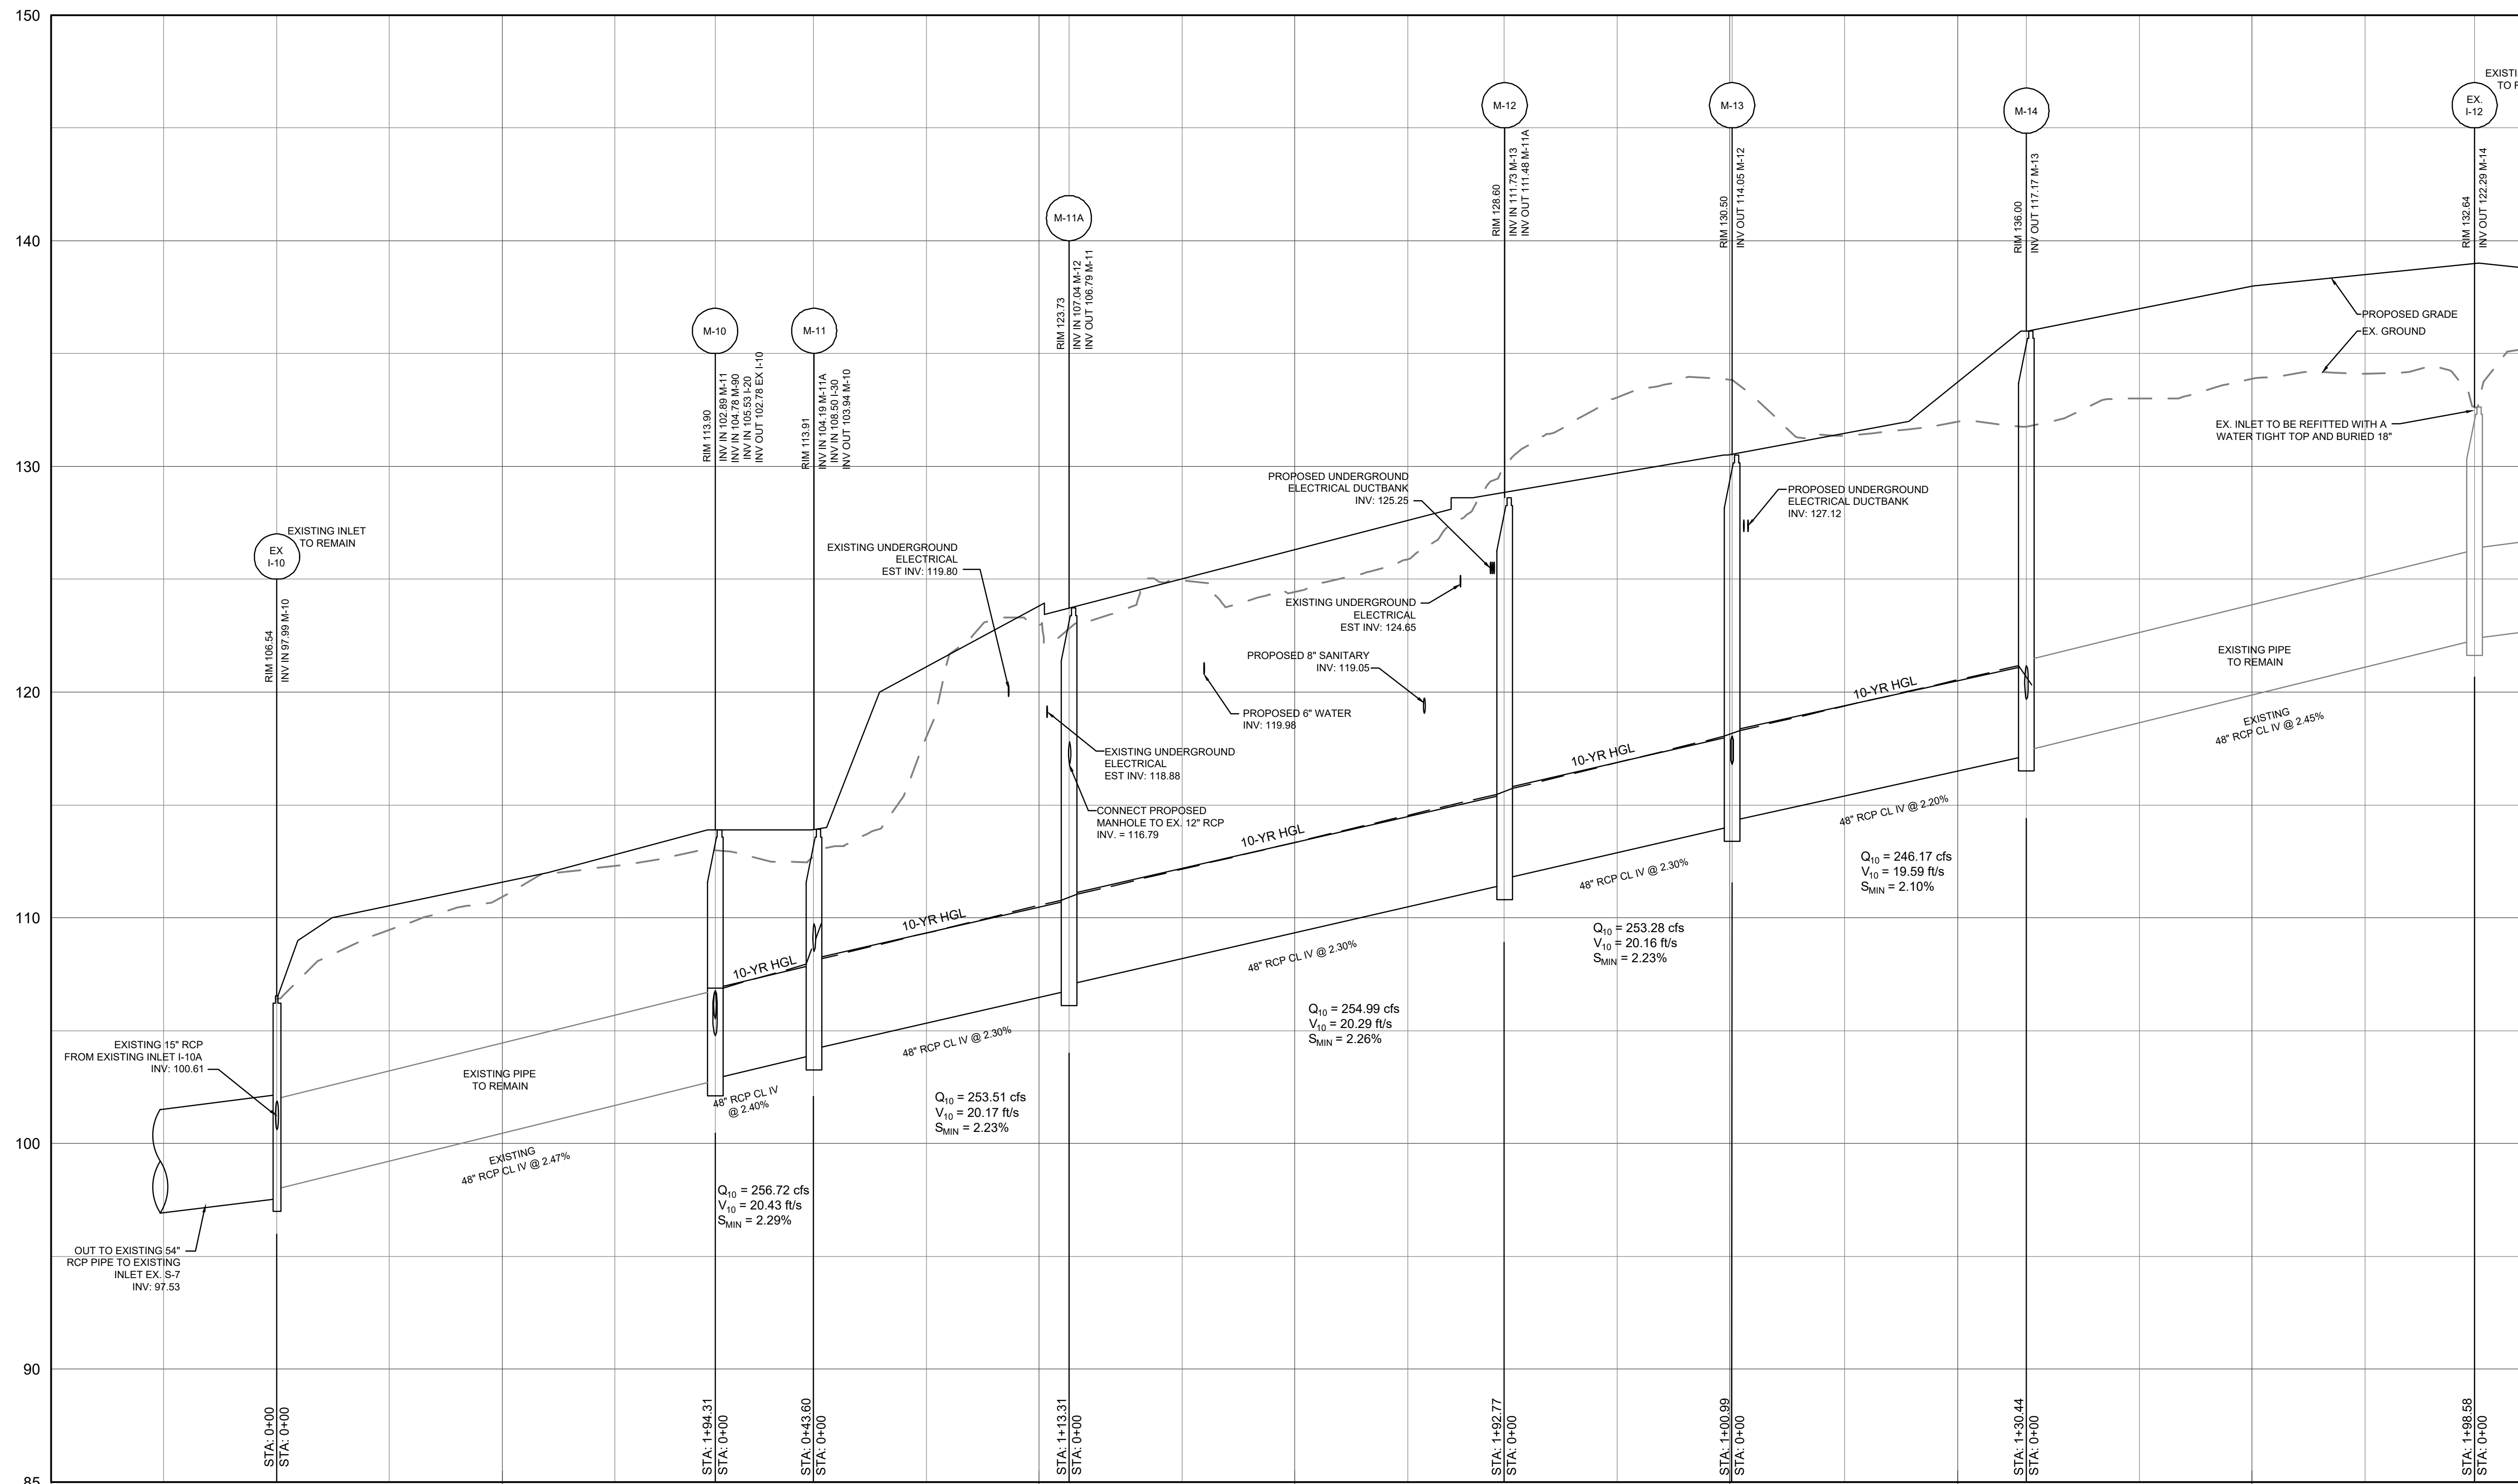 150
140
130
120
110
100
90
85
EX
I-10
EXISTING INLET
TO REMAIN
RIM 106.54
INV IN 97.99 M-10
EXISTING 15" RCP
FROM EXISTING INLET I-10A
INV: 100.61
OUT TO EXISTING 54"
RCP PIPE TO EXISTING
INLET EX. S-7
INV: 97.53
STA: 0+00
STA: 0+00
EXISTING PIPE
TO REMAIN
EXISTING
48" RCP CL IV @ 2.47%
M-10
RIM 113.90
INV IN 102.89 M-11
INV IN 104.78 M-90
INV IN 105.53 I-20
INV OUT 102.78 EX I-10
STA: 1+94.31
STA: 0+00
10-YR HGL
48" RCP CL IV
@ 2.40%
Q10 = 256.72 cfs
V10 = 20.43 ft/s
SMIN = 2.29%
M-11
RIM 113.91
INV IN 104.19 M-11A
INV IN 108.50 I-30
INV OUT 103.94 M-10
STA: 0+43.60
STA: 0+00
EXISTING UNDERGROUND
ELECTRICAL
EST INV: 119.80
10-YR HGL
48" RCP CL IV @ 2.30%
Q10 = 253.51 cfs
V10 = 20.17 ft/s
SMIN = 2.23%
M-11A
RIM 123.73
INV IN 107.04 M-12
INV OUT 106.79 M-11
EXISTING UNDERGROUND
ELECTRICAL
EST INV: 118.88
CONNECT PROPOSED
MANHOLE TO EX. 12" RCP
INV. = 116.79
STA: 1+13.31
STA: 0+00
PROPOSED 6" WATER
INV: 119.98
PROPOSED UNDERGROUND
ELECTRICAL DUCTBANK
INV: 125.25
EXISTING UNDERGROUND
ELECTRICAL
EST INV: 124.65
PROPOSED 8" SANITARY
INV: 119.05
10-YR HGL
48" RCP CL IV @ 2.30%
Q10 = 254.99 cfs
V10 = 20.29 ft/s
SMIN = 2.26%
M-12
RIM 128.60
INV IN 111.73 M-13
INV OUT 111.48 M-11A
STA: 1+92.77
STA: 0+00
10-YR HGL
48" RCP CL IV @ 2.30%
Q10 = 253.28 cfs
V10 = 20.16 ft/s
SMIN = 2.23%
M-13
RIM 130.50
INV OUT 114.05 M-12
PROPOSED UNDERGROUND
ELECTRICAL DUCTBANK
INV: 127.12
STA: 1+00.99
STA: 0+00
10-YR HGL
48" RCP CL IV @ 2.20%
Q10 = 246.17 cfs
V10 = 19.59 ft/s
SMIN = 2.10%
M-14
RIM 136.00
INV OUT 117.17 M-13
STA: 1+30.44
STA: 0+00
PROPOSED GRADE
EX. GROUND
EX. INLET TO BE REFITTED WITH A
WATER TIGHT TOP AND BURIED 18"
EXISTING PIPE
TO REMAIN
EXISTING
48" RCP CL IV @ 2.45%
EX.
I-12
RIM 132.64
INV OUT 122.29 M-14
STA: 1+98.58
STA: 0+00
TO